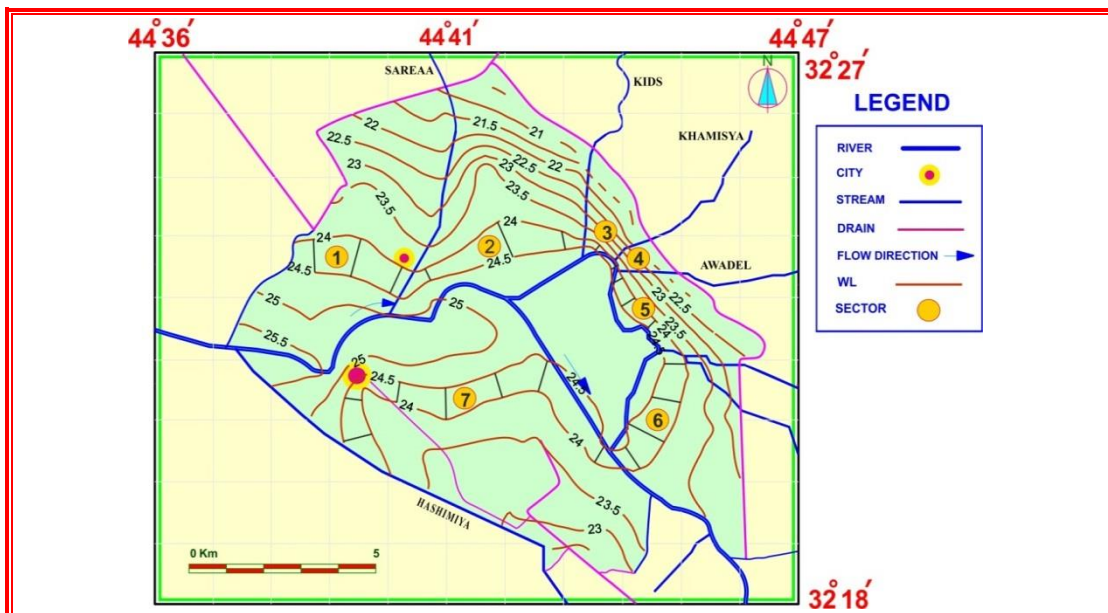 44° 36′
44° 41′
44° 47′
32° 27′
SAREAA
KIDS
N
KHAMISYA
21.5
21
22
22.5
23
23.5
22.5
23
23.5
22
24
24
24.5
24.5
1
2
3
4
5
AWADEL
23
22.5
23.5
24
24.5
25
25.5
25
25
24.5
24
7
24.5
24
6
23.5
23
HASHIMIYA
0 Km
5
32° 18′
LEGEND
RIVER
CITY
STREAM
DRAIN
FLOW DIRECTION
WL
SECTOR